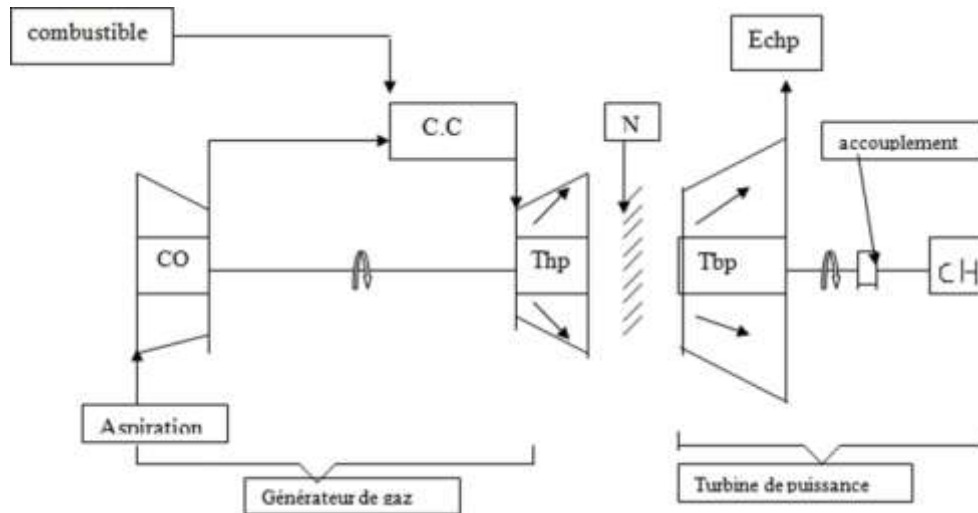 combustible
Echp
C.C
N
accouplement
CO
Thp
Tbp
CH
Aspiration
Générateur de gaz
Turbine de puissance